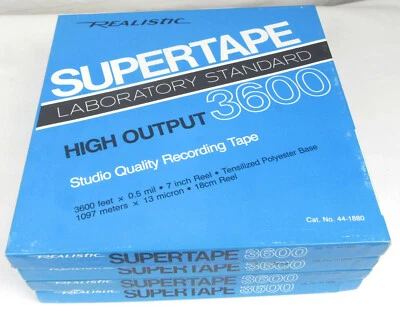 REALISTIC
SUPERTAPE
LABORATORY STANDARD
HIGH OUTPUT 3600
Studio Quality Recording Tape
3600 feet × 0.5 mil • 7 inch Reel • Tensilized Polyester Base
1097 meters × 13 micron • 18cm Reel
Cat. No. 44-1880
REALISTIC SUPERTAPE 3600
SUPERTAPE 3600
REALISTIC SUPERTAPE 3600
REALISTIC SUPERTAPE 3600